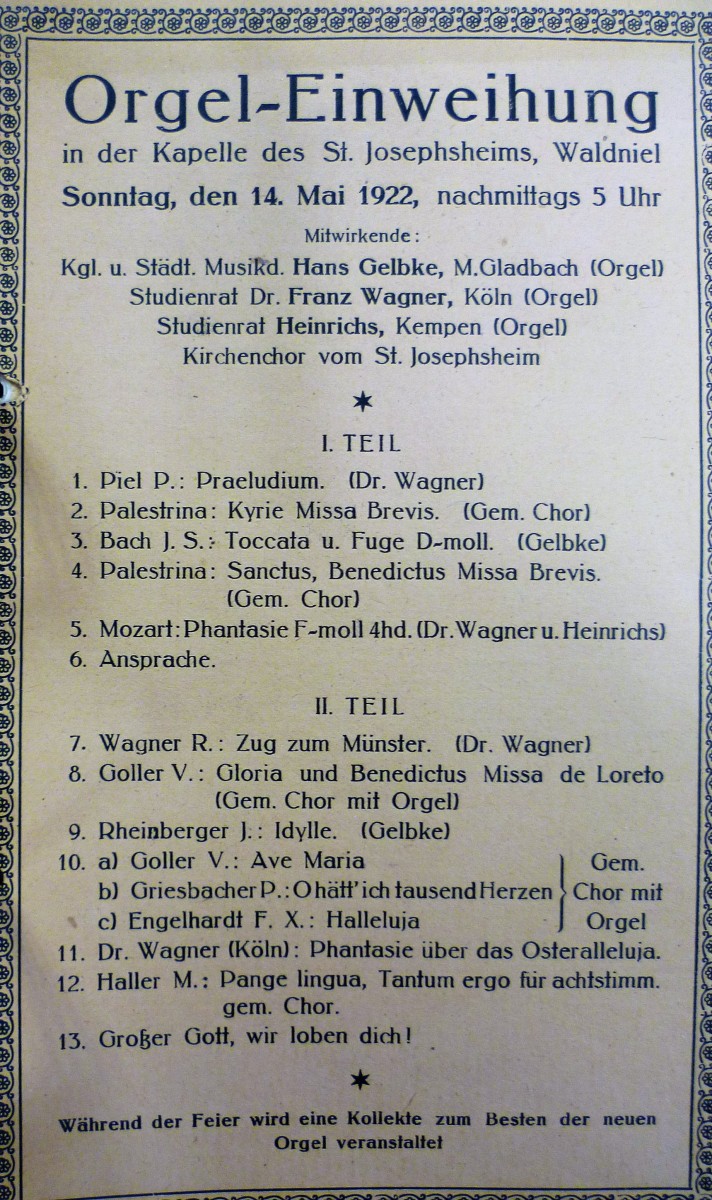 Orgel-Einweihung
in der Kapelle des St. Josephsheims, Waldniel
Sonntag, den 14. Mai 1922, nachmittags 5 Uhr
Mitwirkende:
Kgl. u. Städt. Musikd. Hans Gelbke, M.Gladbach (Orgel)
Studienrat Dr. Franz Wagner, Köln (Orgel)
Studienrat Heinrichs, Kempen (Orgel)
Kirchenchor vom St. Josephsheim
I. TEIL
1. Piel P.: Praeludium. (Dr. Wagner)
2. Palestrina: Kyrie Missa Brevis. (Gem. Chor)
3. Bach J. S.: Toccata u. Fuge D-moll. (Gelbke)
4. Palestrina: Sanctus, Benedictus Missa Brevis.
(Gem. Chor)
5. Mozart: Phantasie F-moll 4hd. (Dr. Wagner u. Heinrichs)
6. Ansprache.
II. TEIL
7. Wagner R.: Zug zum Münster. (Dr. Wagner)
8. Goller V.: Gloria und Benedictus Missa de Loreto
(Gem. Chor mit Orgel)
9. Rheinberger J.: Idylle. (Gelbke)
10. a) Goller V.: Ave Maria Gem.
b) Griesbacher P.: O hätt' ich tausend Herzen Chor mit
c) Engelhardt F. X.: Halleluja Orgel
11. Dr. Wagner (Köln): Phantasie über das Osteralleluja.
12. Haller M.: Pange lingua, Tantum ergo für achtstimm.
gem. Chor.
13. Großer Gott, wir loben dich!
Während der Feier wird eine Kollekte zum Besten der neuen
Orgel veranstaltet